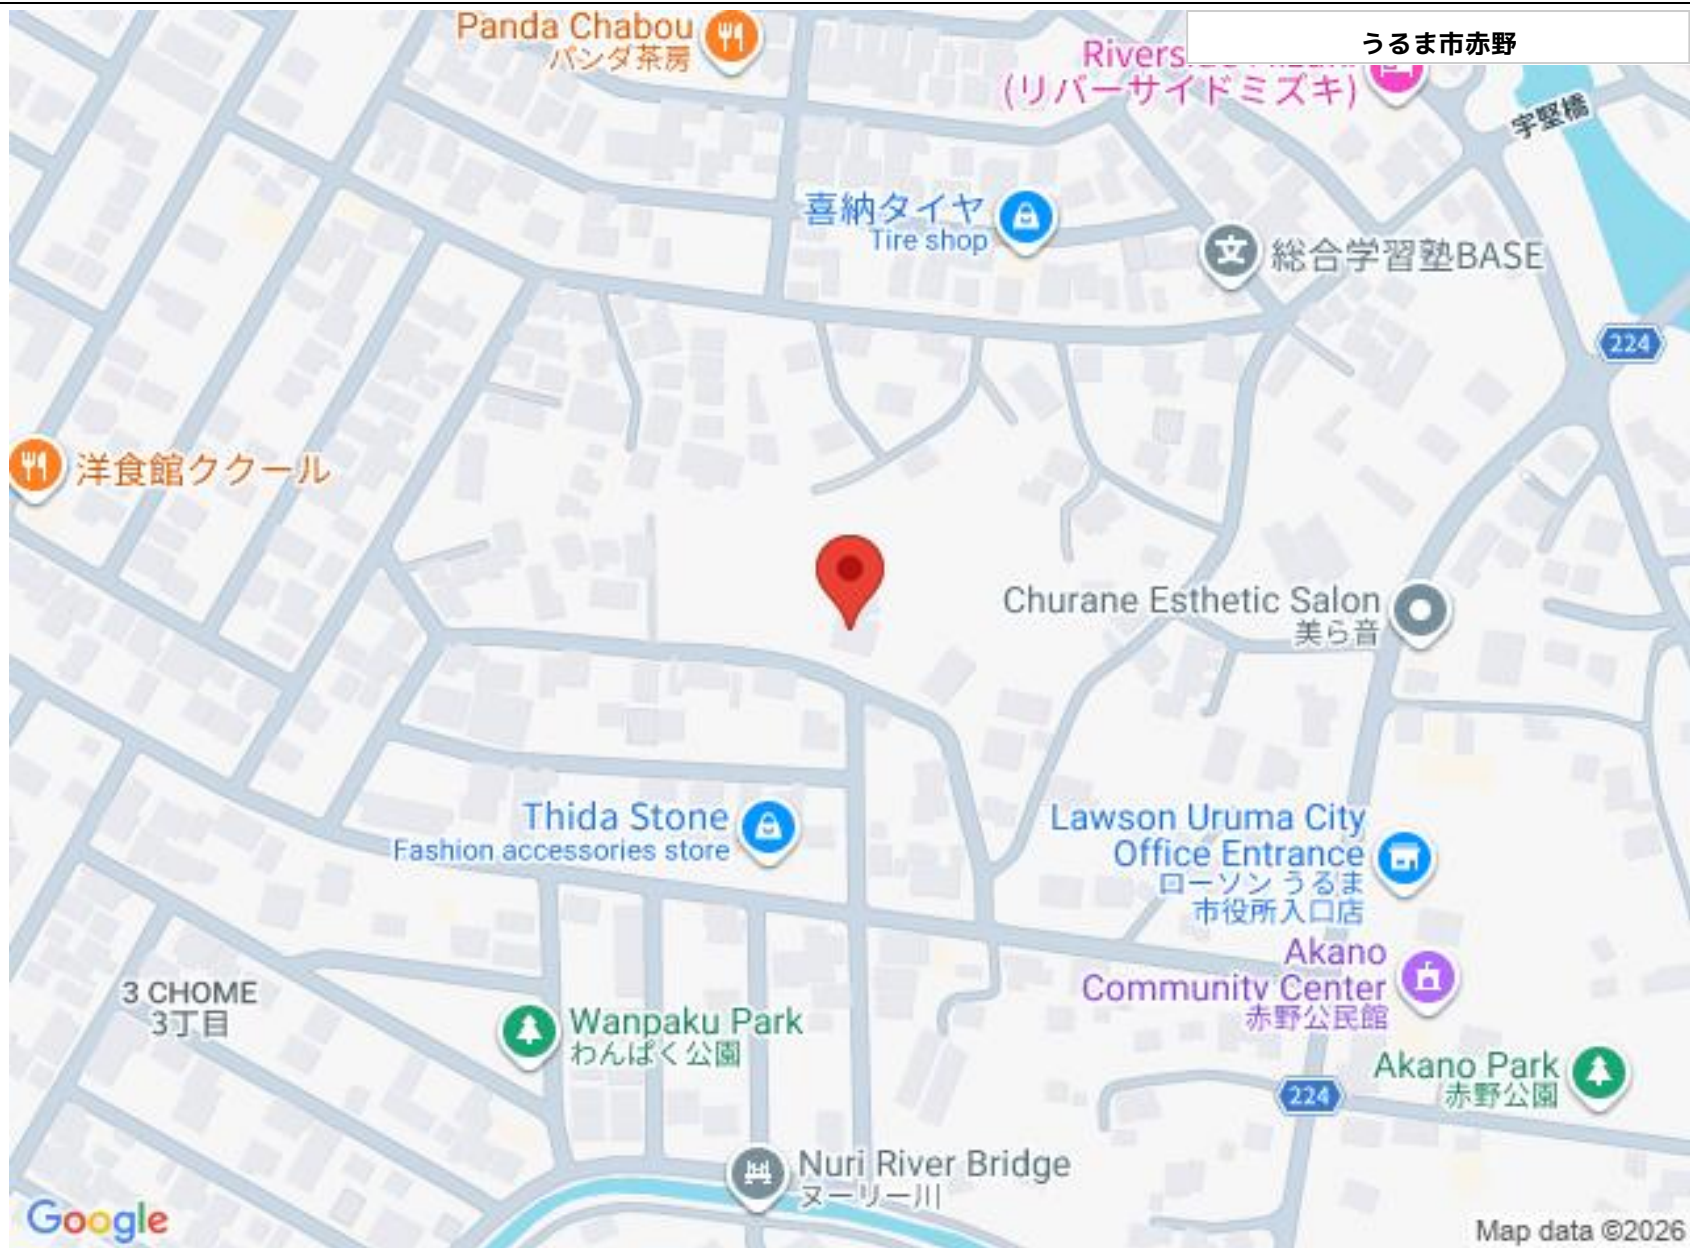 Panda Chabou
パンダ茶房
うるま市赤野
Rivers
(リバーサイドミズキ)
宇堅橋
喜納タイヤ
Tire shop
総合学習塾BASE
224
洋食館ククール
Churane Esthetic Salon
美ら音
Thida Stone
Fashion accessories store
Lawson Uruma City
Office Entrance
ローソン うるま
市役所入口店
Akano
Community Center
赤野公民館
3 CHOME
3丁目
Wanpaku Park
わんぱく公園
Akano Park
赤野公園
224
Nuri River Bridge
ヌーリー川
Google
Map data ©2026